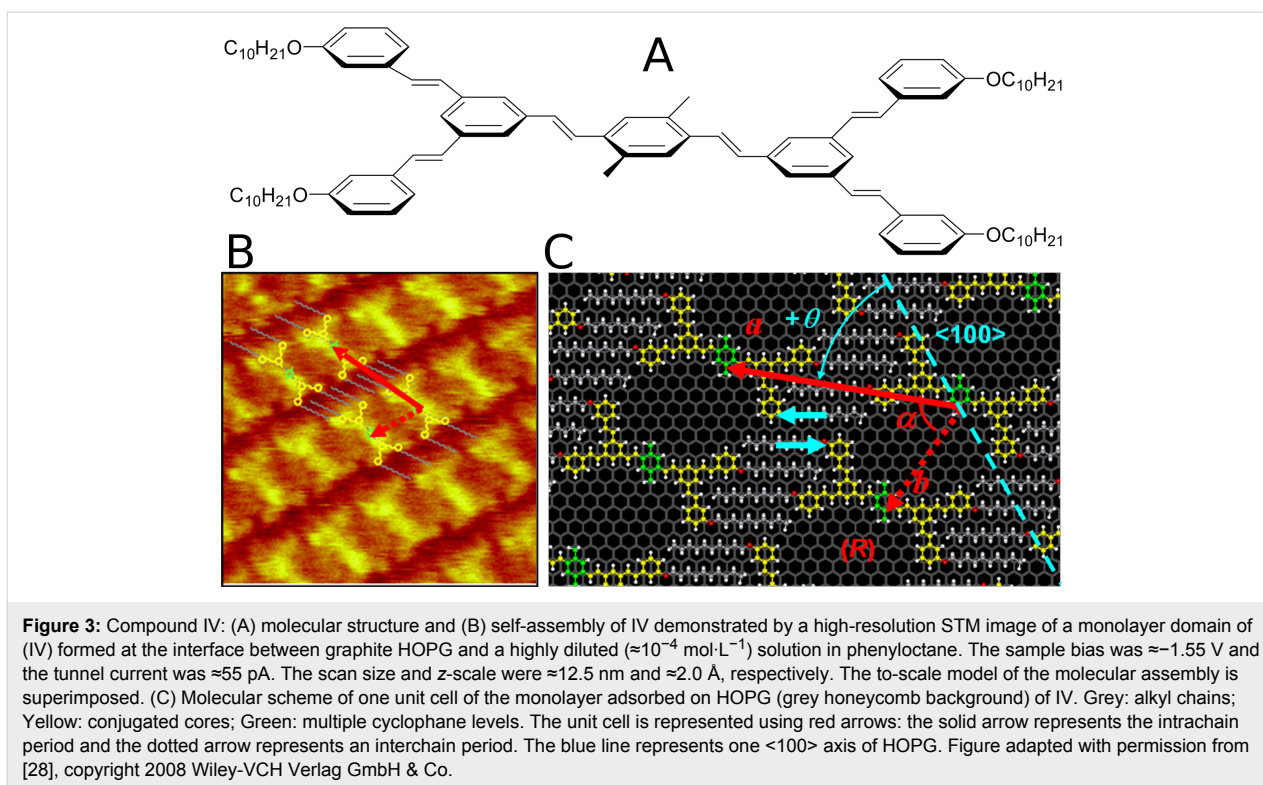 A
C10H21O
OC10H21
C10H21O
OC10H21
B
C
a
+θ
<100>
α
b
(R)
Figure 3: Compound IV: (A) molecular structure and (B) self-assembly of IV demonstrated by a high-resolution STM image of a monolayer domain of
(IV) formed at the interface between graphite HOPG and a highly diluted (≈10⁻⁴ mol·L⁻¹) solution in phenyloctane. The sample bias was ≈−1.55 V and
the tunnel current was ≈55 pA. The scan size and z-scale were ≈12.5 nm and ≈2.0 Å, respectively. The to-scale model of the molecular assembly is
superimposed. (C) Molecular scheme of one unit cell of the monolayer adsorbed on HOPG (grey honeycomb background) of IV. Grey: alkyl chains;
Yellow: conjugated cores; Green: multiple cyclophane levels. The unit cell is represented using red arrows: the solid arrow represents the intrachain
period and the dotted arrow represents an interchain period. The blue line represents one <100> axis of HOPG. Figure adapted with permission from
[28], copyright 2008 Wiley-VCH Verlag GmbH & Co.